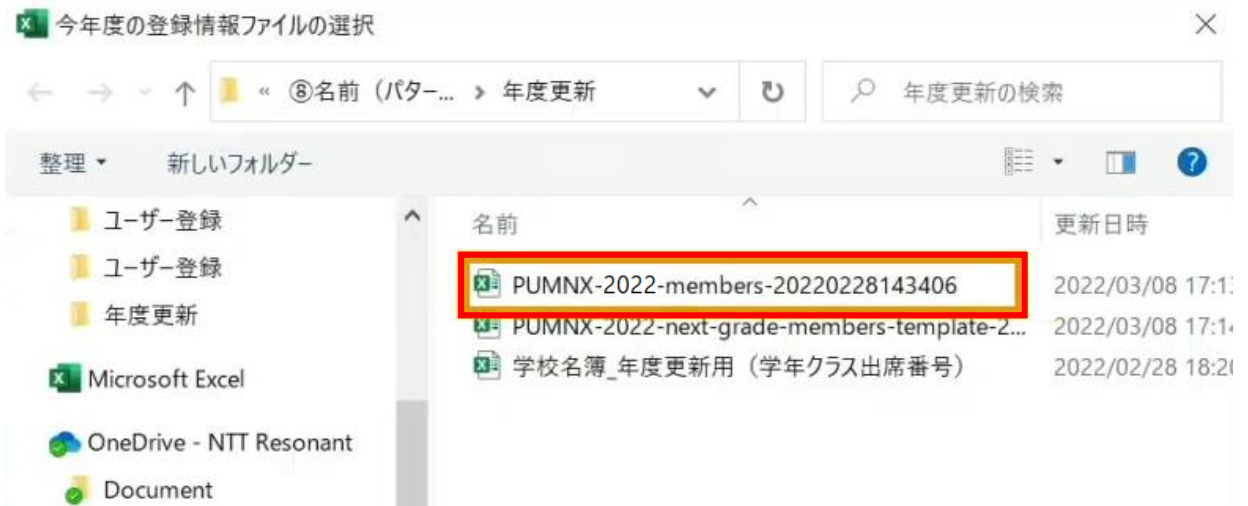 今年度の登録情報ファイルの選択
« ⑧名前（パター... › 年度更新
年度更新の検索
整理
新しいフォルダー
ユーザー登録
ユーザー登録
年度更新
Microsoft Excel
OneDrive - NTT Resonant
Document
名前 更新日時
PUMNX-2022-members-20220228143406 2022/03/08 17:13
PUMNX-2022-next-grade-members-template-2... 2022/03/08 17:14
学校名簿_年度更新用（学年クラス出席番号） 2022/02/28 18:20